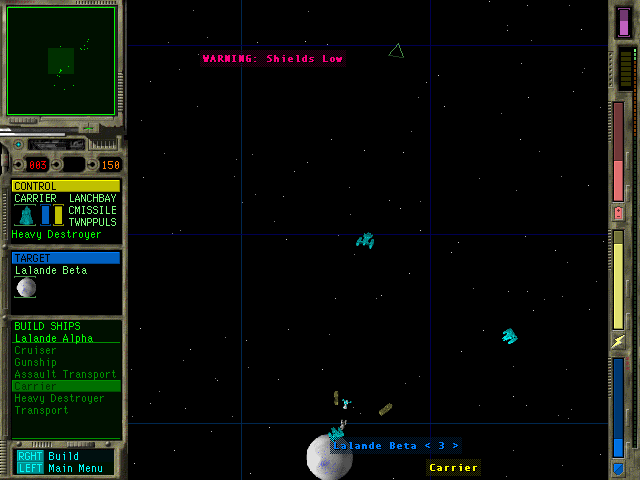 WARNING: Shields Low
003 150
CONTROL
CARRIER LANCHBAY
CMISSILE
TWNPPULS
Heavy Destroyer
TARGET
Lalande Beta
BUILD SHIPS
Lalande Alpha
Cruiser
Gunship
Assault Transport
Carrier
Heavy Destroyer
Transport
RGHT Build
LEFT Main Menu
Lalande Beta < 3 >
Carrier